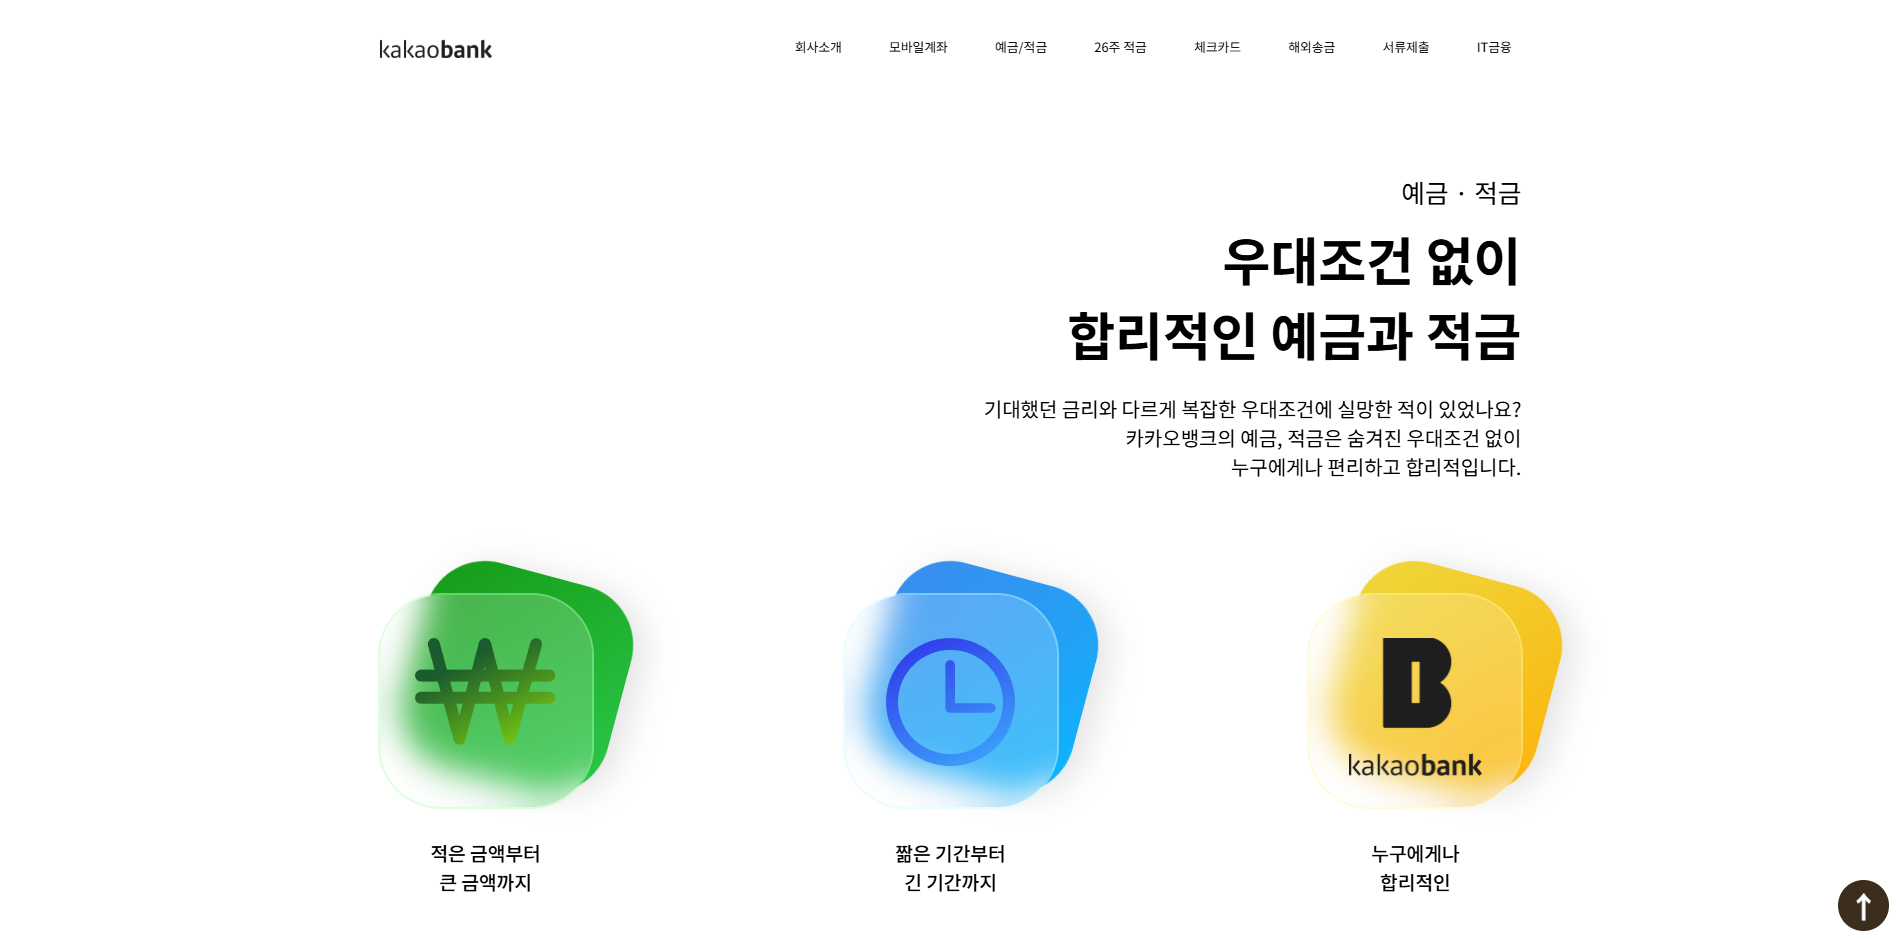 kakaobank
회사소개
모바일계좌
예금/적금
26주 적금
체크카드
해외송금
서류제출
IT금융
예금 · 적금
우대조건 없이
합리적인 예금과 적금
기대했던 금리와 다르게 복잡한 우대조건에 실망한 적이 있었나요?
카카오뱅크의 예금, 적금은 숨겨진 우대조건 없이
누구에게나 편리하고 합리적입니다.
₩
B
kakaobank
적은 금액부터
큰 금액까지
짧은 기간부터
긴 기간까지
누구에게나
합리적인